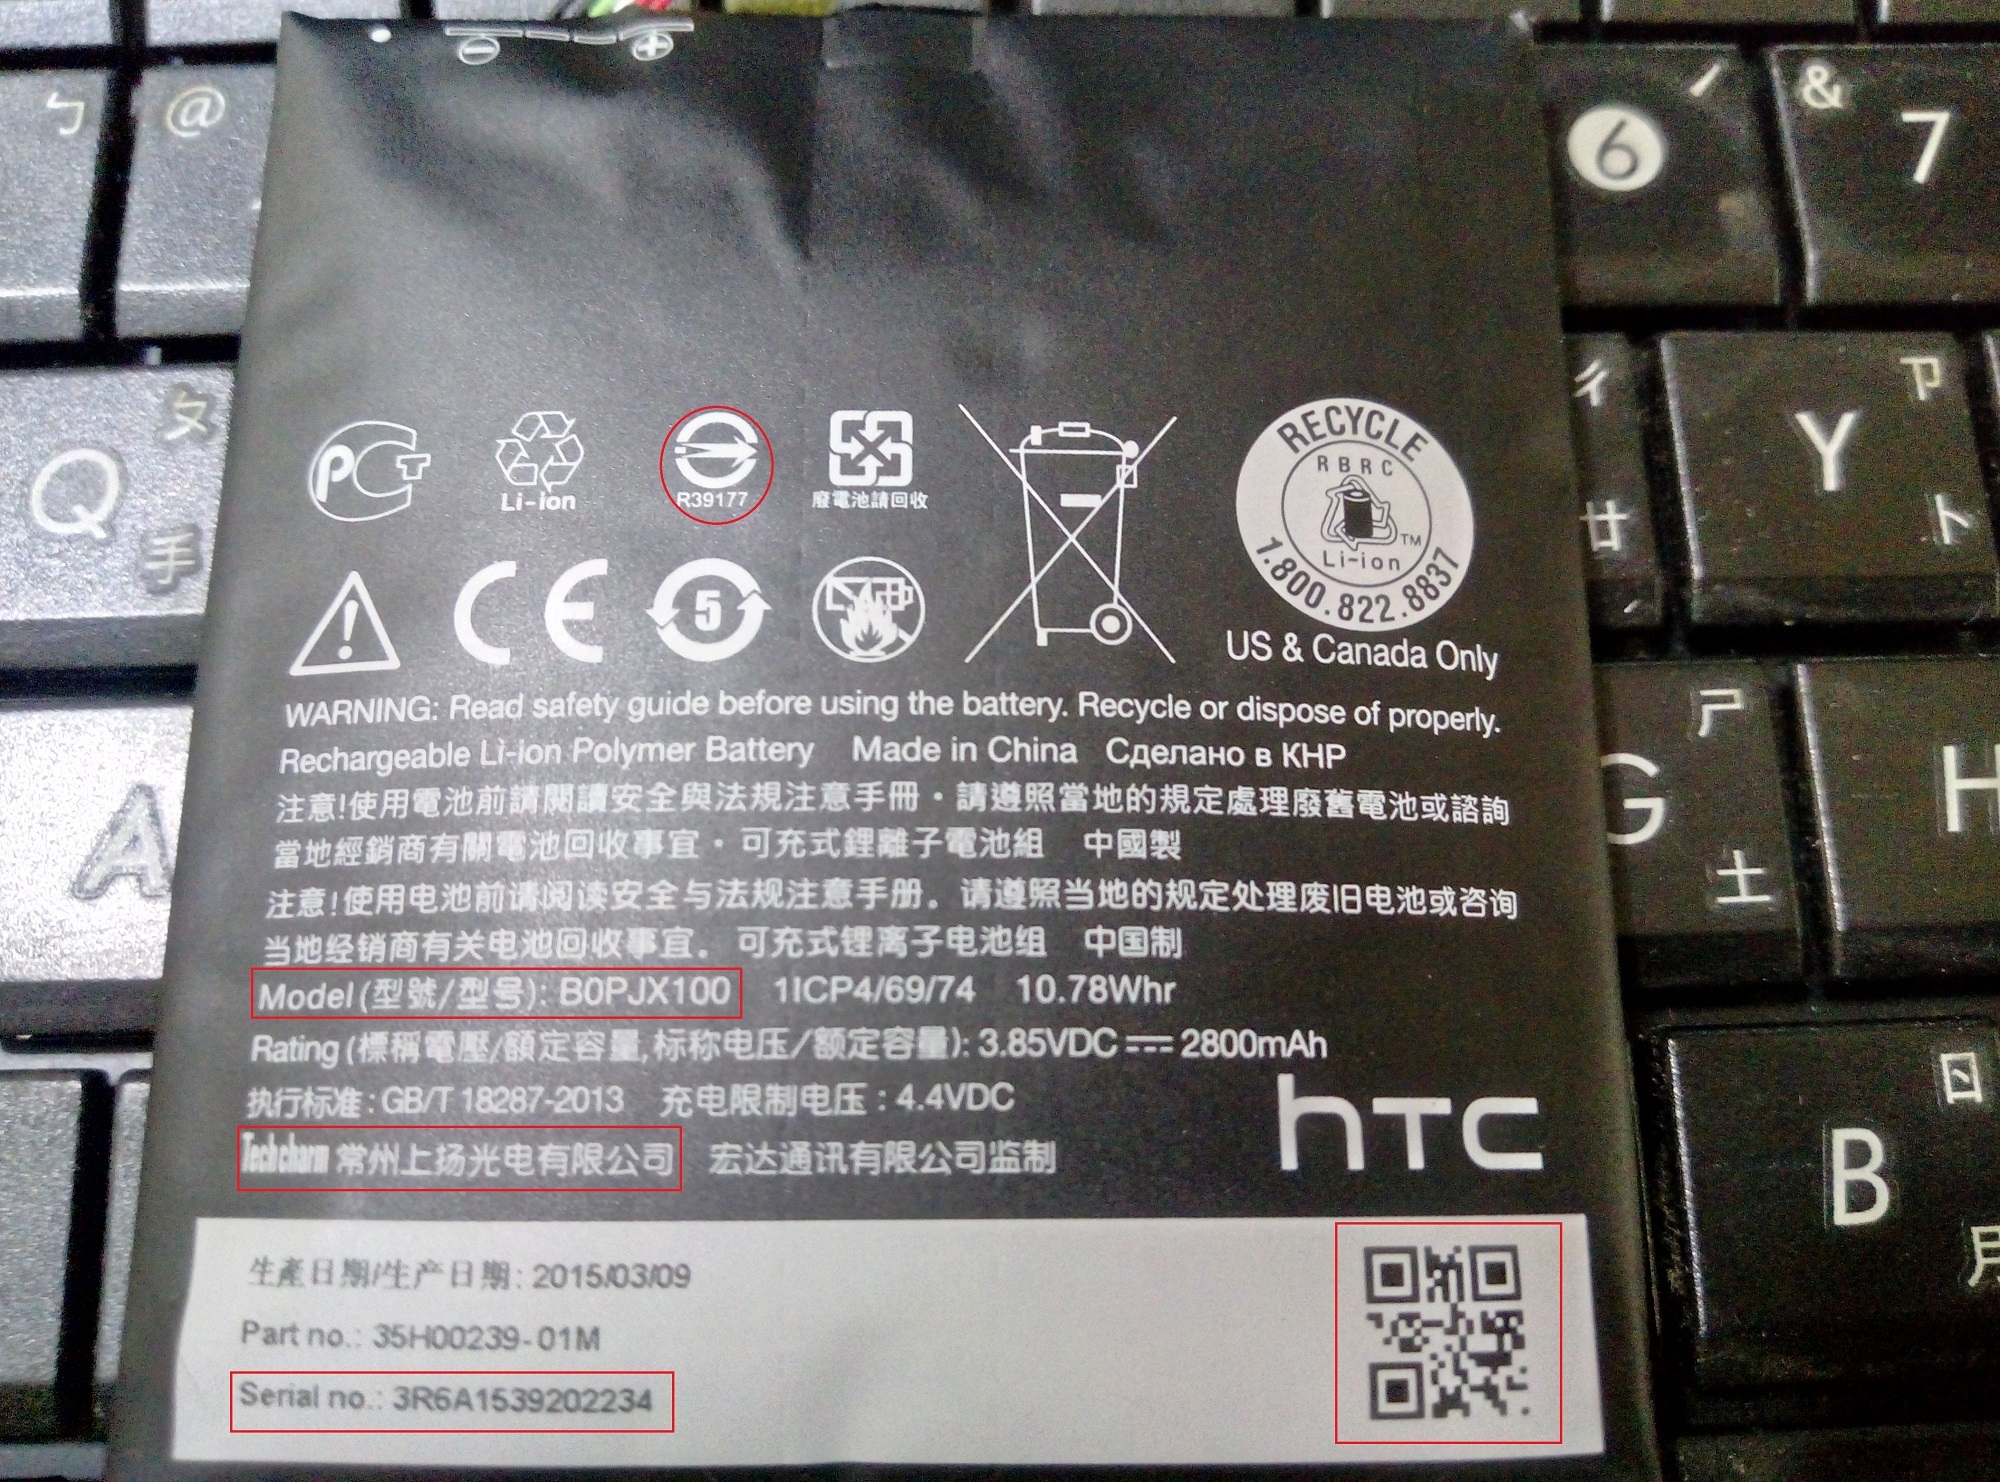 PCT
Li-ion
R39177
廢電池請回收
RECYCLE
RBRC
Li-ion
TM
1.800.822.8837
US & Canada Only
CE
5
WARNING: Read safety guide before using the battery. Recycle or dispose of properly.
Rechargeable Li-ion Polymer Battery Made in China Сделано в КНР
注意!使用電池前請閱讀安全與法規注意手冊。請遵照當地的規定處理廢舊電池或諮詢
當地經銷商有關電池回收事宜。可充式鋰離子電池組 中國製
注意!使用电池前请阅读安全与法规注意手册。请遵照当地的规定处理废旧电池或咨询
当地经销商有关电池回收事宜。可充式锂离子电池组 中国制
Model(型號/型号): B0PJX100 1ICP4/69/74 10.78Whr
Rating (標稱電壓/額定容量,标称电压/额定容量): 3.85VDC 2800mAh
执行标准: GB/T 18287-2013 充电限制电压: 4.4VDC
Techcharm 常州上扬光电有限公司 宏达通讯有限公司监制
hTC
生產日期/生产日期: 2015/03/09
Part no.: 35H00239-01M
Serial no.: 3R6A1539202234
ㄅ
@
6
ˊ
&
7
Q
ㄆ
手
ㄔ
廿
Y
ㄗ
卜
A
G
ㄕ
土
H
B
ㄖ
月